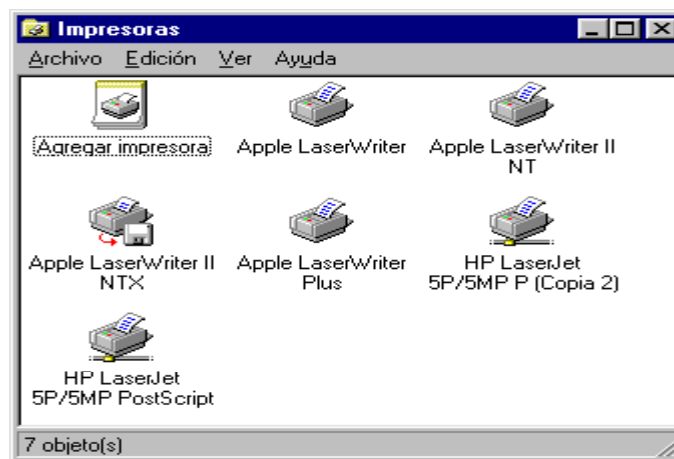 Impresoras
Archivo Edición Ver Ayuda
Agregar impresora
Apple LaserWriter
Apple LaserWriter II
NT
Apple LaserWriter II
NTX
Apple LaserWriter
Plus
HP LaserJet
5P/5MP P (Copia 2)
HP LaserJet
5P/5MP PostScript
7 objeto(s)